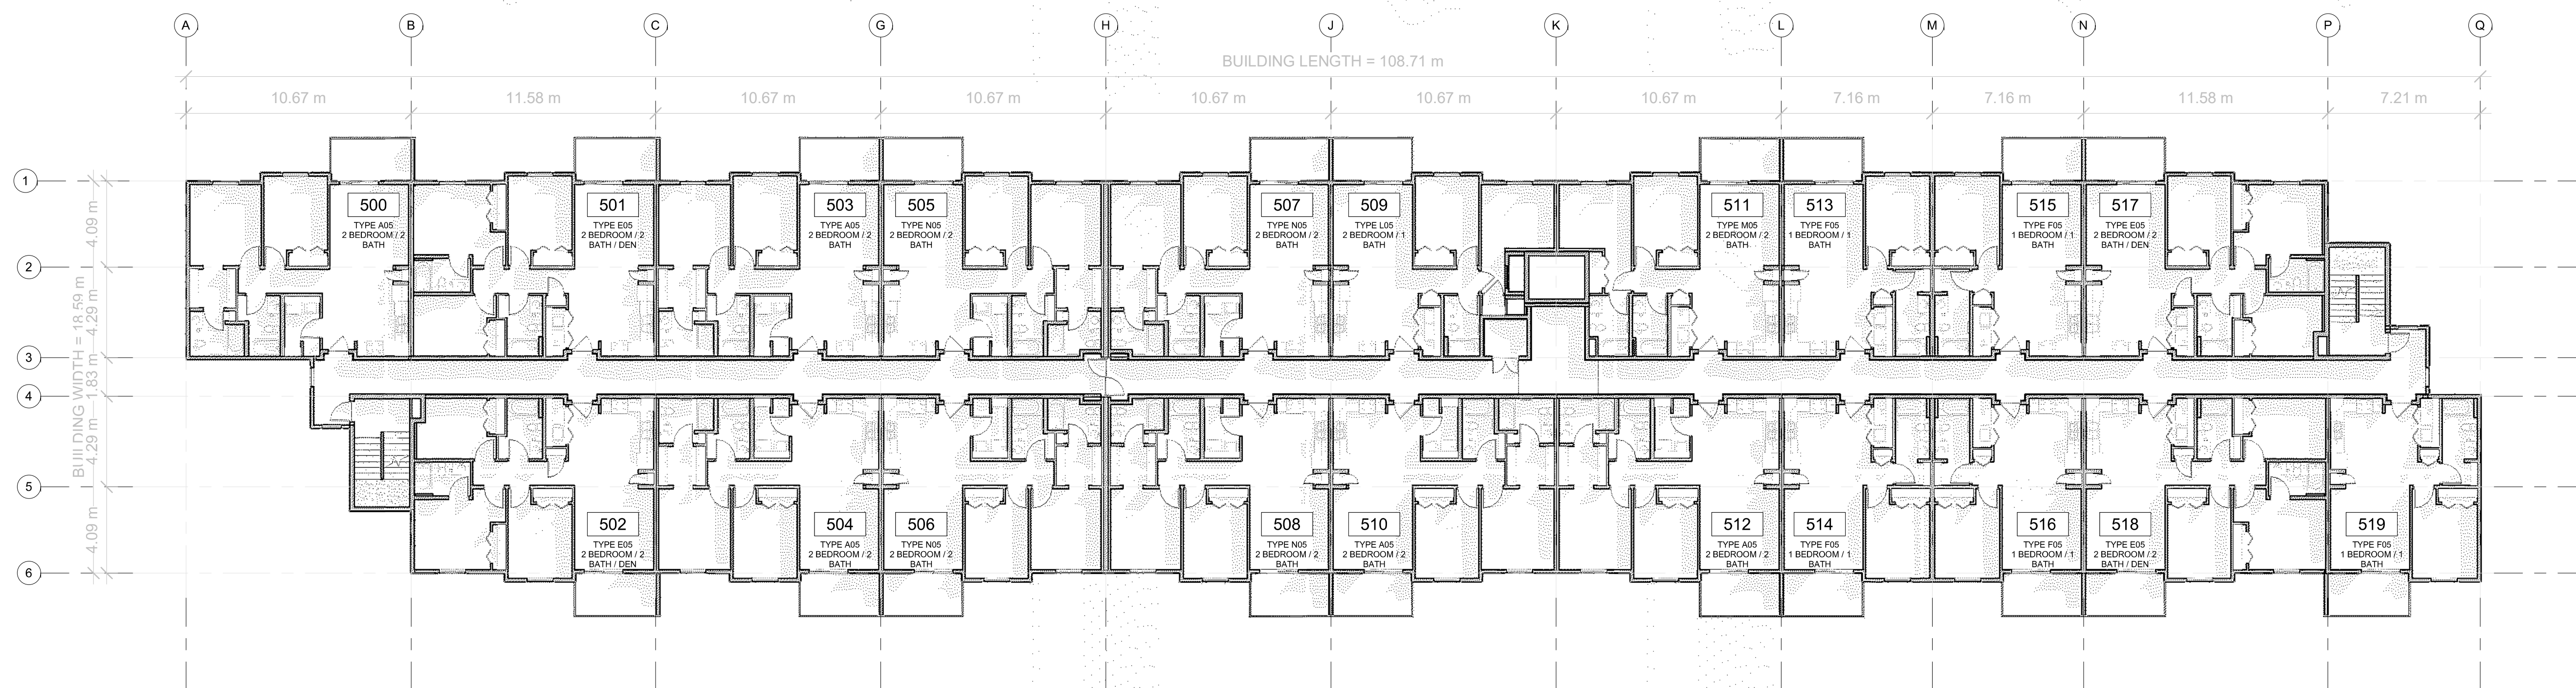 A
B
C
G
H
J
K
L
M
N
P
Q
BUILDING LENGTH = 108.71 m
10.67 m
11.58 m
10.67 m
10.67 m
10.67 m
10.67 m
10.67 m
7.16 m
7.16 m
11.58 m
7.21 m
1
2
3
4
5
6
BUILDING WIDTH = 18.59 m
4.09 m
4.29 m
1.83 m
4.29 m
4.09 m
500
TYPE A05
2 BEDROOM / 2
BATH
501
TYPE E05
2 BEDROOM / 2
BATH / DEN
503
TYPE A05
2 BEDROOM / 2
BATH
505
TYPE N05
2 BEDROOM / 2
BATH
507
TYPE N05
2 BEDROOM / 2
BATH
509
TYPE L05
2 BEDROOM / 1
BATH
511
TYPE M05
2 BEDROOM / 2
BATH
513
TYPE F05
1 BEDROOM / 1
BATH
515
TYPE F05
1 BEDROOM / 1
BATH
517
TYPE E05
2 BEDROOM / 2
BATH / DEN
502
TYPE E05
2 BEDROOM / 2
BATH / DEN
504
TYPE A05
2 BEDROOM / 2
BATH
506
TYPE N05
2 BEDROOM / 2
BATH
508
TYPE N05
2 BEDROOM / 2
BATH
510
TYPE A05
2 BEDROOM / 2
BATH
512
TYPE A05
2 BEDROOM / 2
BATH
514
TYPE F05
1 BEDROOM / 1
BATH
516
TYPE F05
1 BEDROOM / 1
BATH
518
TYPE E05
2 BEDROOM / 2
BATH / DEN
519
TYPE F05
1 BEDROOM / 1
BATH